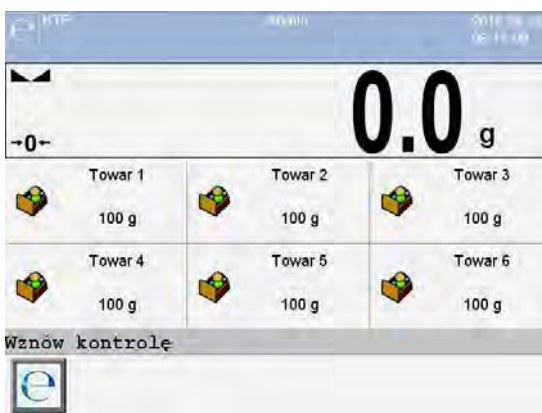 KTP
0.0 g
→0←
Towar 1
Towar 2
Towar 3
100 g
100 g
100 g
Towar 4
Towar 5
Towar 6
100 g
100 g
100 g
Wznów kontrolę
e